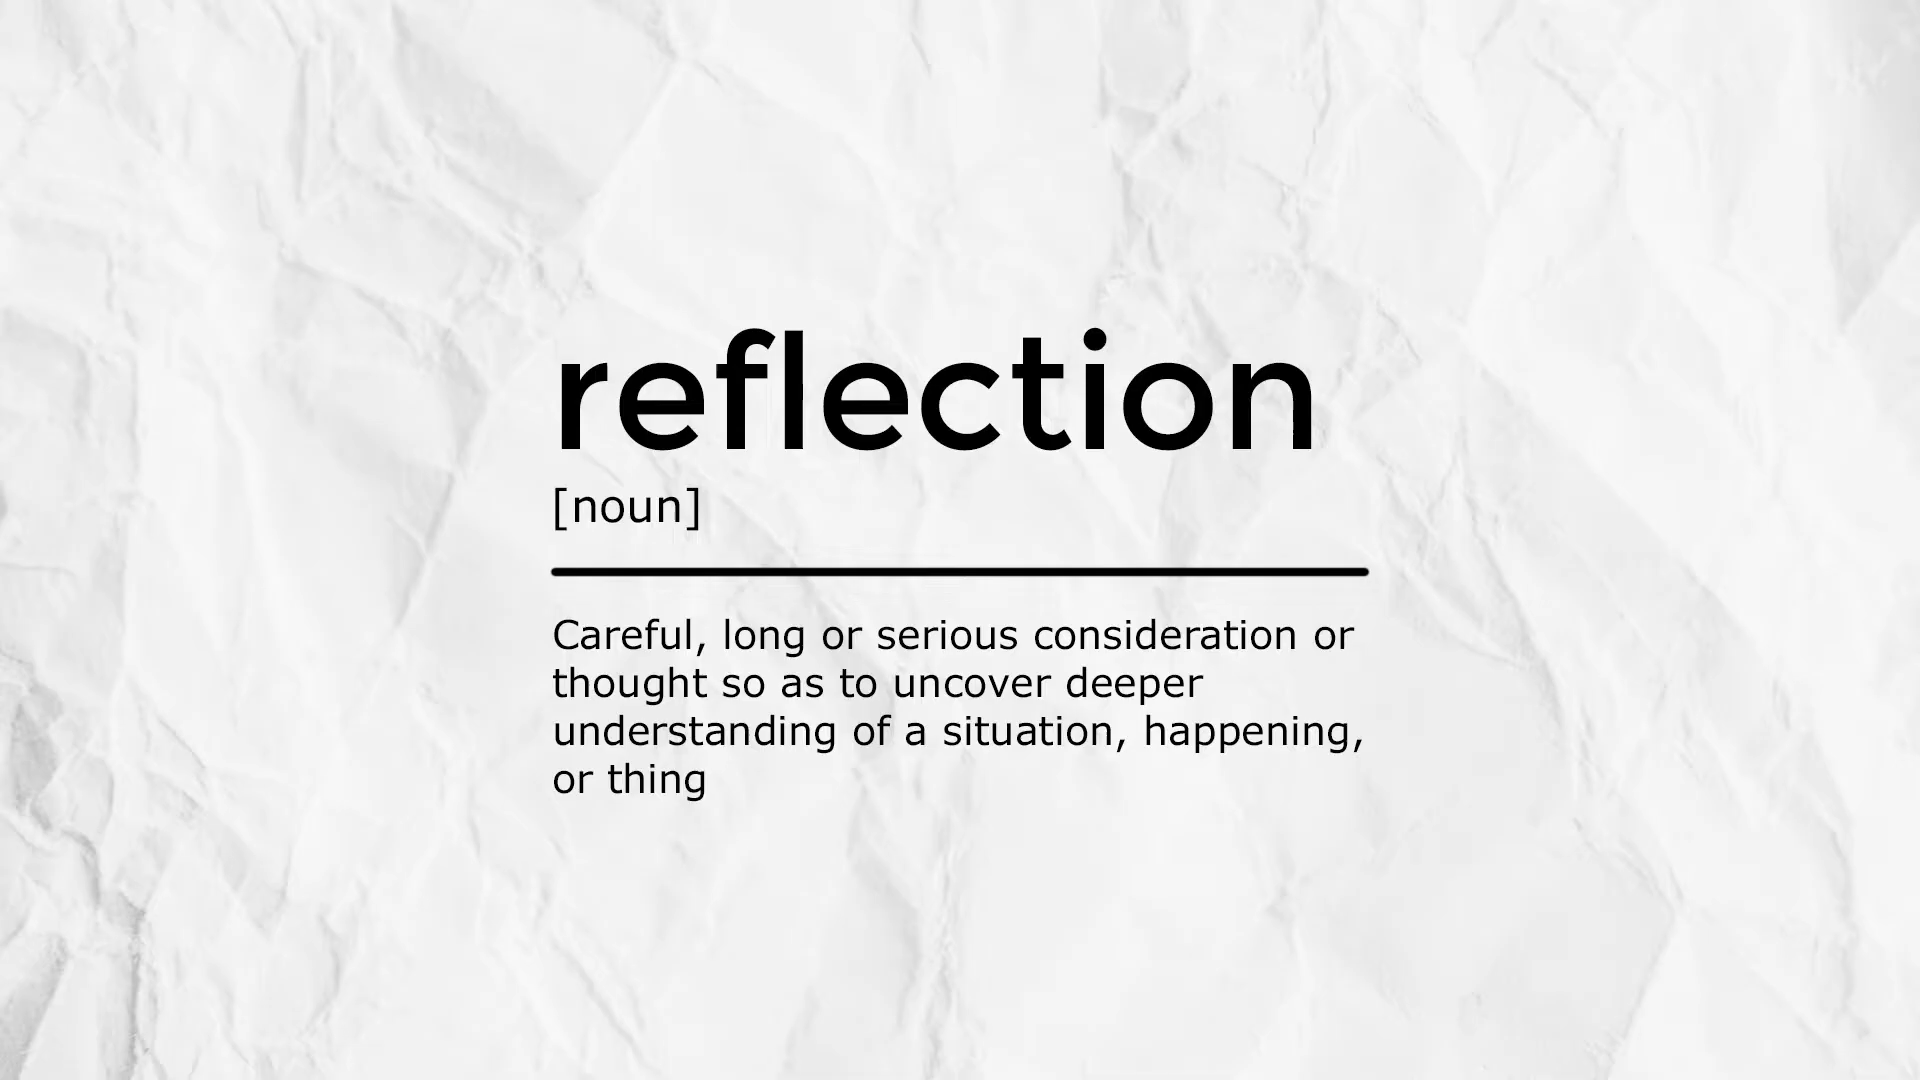 reflection
[noun]
Careful, long or serious consideration or
thought so as to uncover deeper
understanding of a situation, happening,
or thing